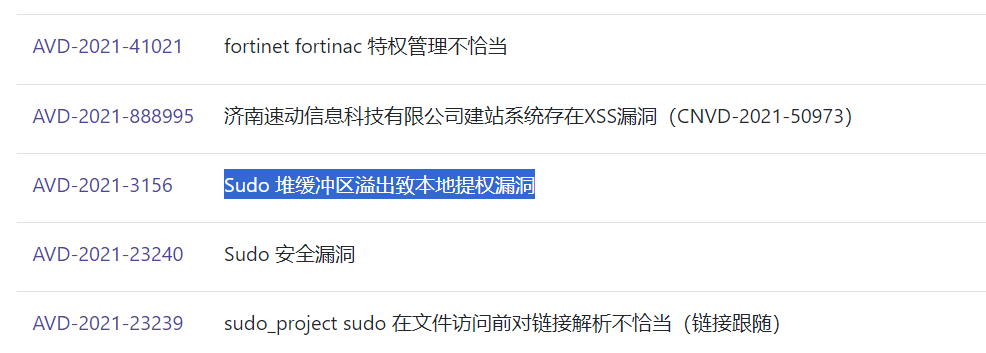 AVD-2021-41021 fortinet fortinac 特权管理不恰当
AVD-2021-888995 济南速动信息科技有限公司建站系统存在XSS漏洞（CNVD-2021-50973）
AVD-2021-3156 Sudo 堆缓冲区溢出致本地提权漏洞
AVD-2021-23240 Sudo 安全漏洞
AVD-2021-23239 sudo_project sudo 在文件访问前对链接解析不恰当（链接跟随）